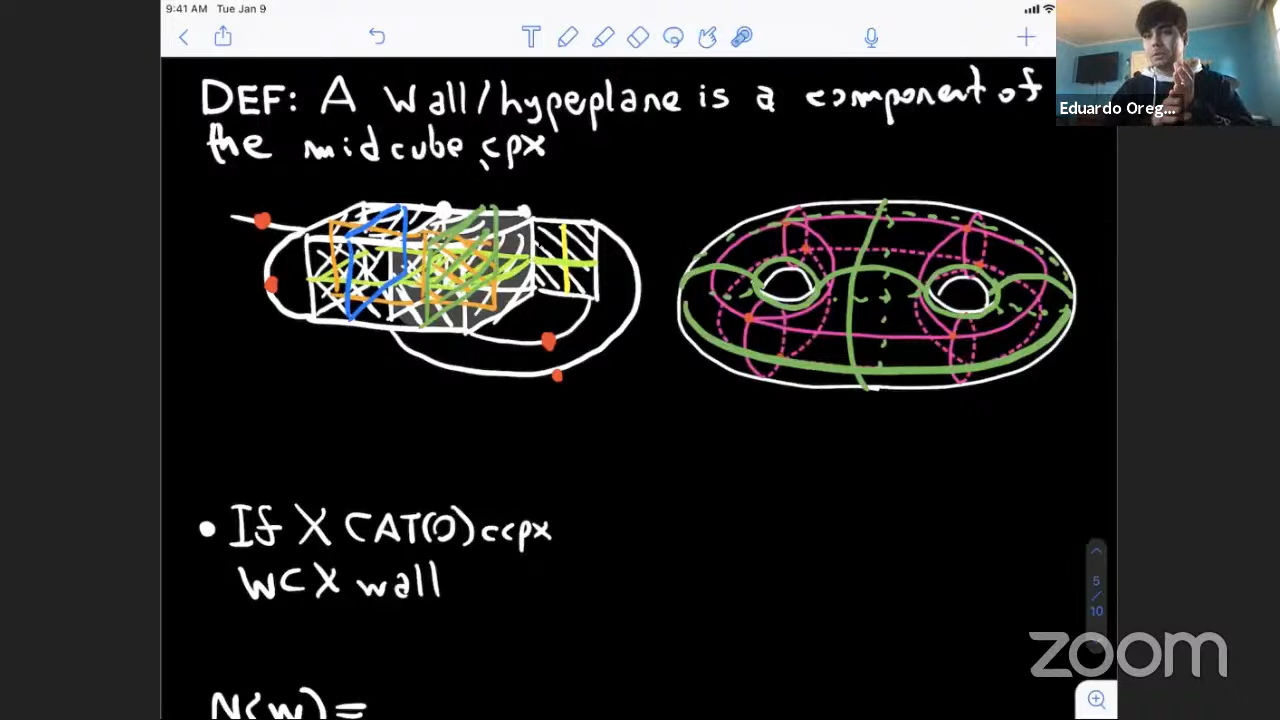 9:41 AM Tue Jan 9
Eduardo Oreg...
DEF: A wall/hypeplane is a component of
the midcube cpx
• If X CAT(0) ccpx
W⊂X wall
5
/
10
zoom
N(W)=